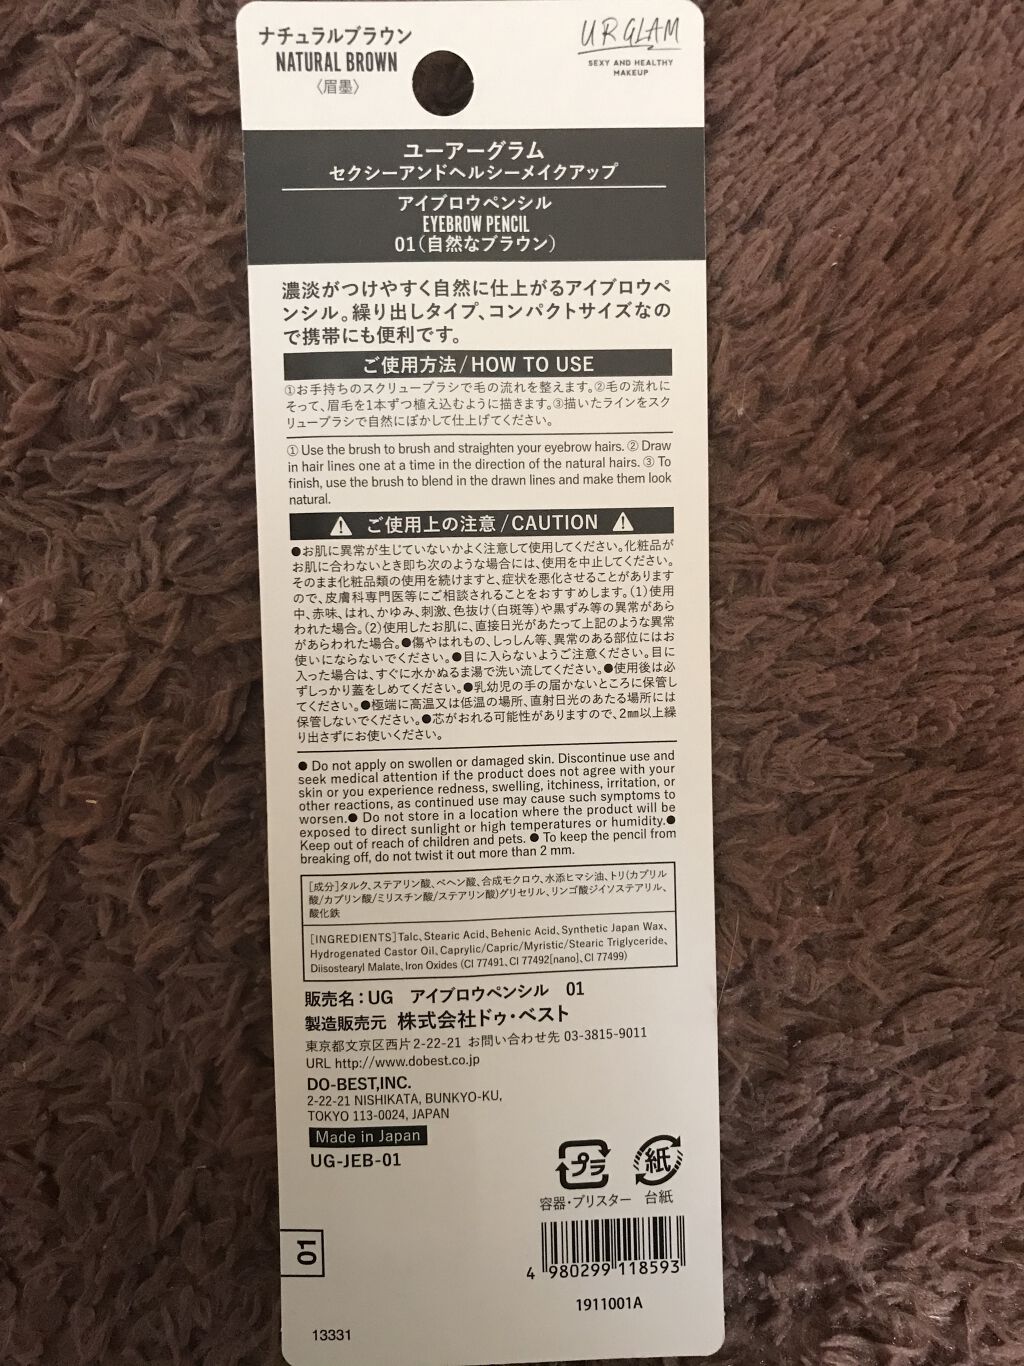 ナチュラルブラウン
NATURAL BROWN
〈眉墨〉
UR GLAM
SEXY AND HEALTHY
MAKEUP
ユーアーグラム
セクシーアンドヘルシーメイクアップ
アイブロウペンシル
EYEBROW PENCIL
01(自然なブラウン)
濃淡がつけやすく自然に仕上がるアイブロウペ
ンシル。繰り出しタイプ、コンパクトサイズなの
で携帯にも便利です。
ご使用方法/HOW TO USE
①お手持ちのスクリューブラシで毛の流れを整えます。②毛の流れに
そって、眉毛を1本ずつ植え込むように描きます。③描いたラインをスク
リューブラシで自然にぼかして仕上げてください。
① Use the brush to brush and straighten your eyebrow hairs. ② Draw
in hair lines one at a time in the direction of the natural hairs. ③ To
finish, use the brush to blend in the drawn lines and make them look
natural.
ご使用上の注意/CAUTION
●お肌に異常が生じていないかよく注意して使用してください。化粧品が
お肌に合わないとき即ち次のような場合には、使用を中止してください。
そのまま化粧品類の使用を続けますと、症状を悪化させることがあります
ので、皮膚科専門医等にご相談されることをおすすめします。(1)使用
中、赤味、はれ、かゆみ、刺激、色抜け(白斑等)や黒ずみ等の異常があら
われた場合。(2)使用したお肌に、直接日光があたって上記のような異常
があらわれた場合。●傷やはれもの、しっしん等、異常のある部位にはお
使いにならないでください。●目に入らないようご注意ください。目に
入った場合は、すぐに水かぬるま湯で洗い流してください。●使用後は必
ずしっかり蓋をしめてください。●乳幼児の手の届かないところに保管し
てください。●極端に高温又は低温の場所、直射日光のあたる場所には
保管しないでください。●芯がおれる可能性がありますので、2㎜以上繰
り出さずにお使いください。
● Do not apply on swollen or damaged skin. Discontinue use and
seek medical attention if the product does not agree with your
skin or you experience redness, swelling, itchiness, irritation, or
other reactions, as continued use may cause such symptoms to
worsen.● Do not store in a location where the product will be
exposed to direct sunlight or high temperatures or humidity.●
Keep out of reach of children and pets. ● To keep the pencil from
breaking off, do not twist it out more than 2 mm.
[成分]タルク、ステアリン酸、ベヘン酸、合成モクロウ、水添ヒマシ油、トリ(カプリル
酸/カプリン酸/ミリスチン酸/ステアリン酸)グリセリル、リンゴ酸ジイソステアリル、
酸化鉄
[INGREDIENTS]Talc, Stearic Acid, Behenic Acid, Synthetic Japan Wax,
Hydrogenated Castor Oil, Caprylic/Capric/Myristic/Stearic Triglyceride,
Diisostearyl Malate, Iron Oxides (CI 77491, CI 77492[nano], CI 77499)
販売名:UG アイブロウペンシル 01
製造販売元 株式会社ドゥ・ベスト
東京都文京区西片2-22-21 お問い合わせ先 03-3815-9011
URL http://www.dobest.co.jp
DO-BEST,INC.
2-22-21 NISHIKATA, BUNKYO-KU,
TOKYO 113-0024, JAPAN
Made in Japan
UG-JEB-01
プラ
紙
容器・ブリスター 台紙
01
4 980299 118593
1911001A
13331